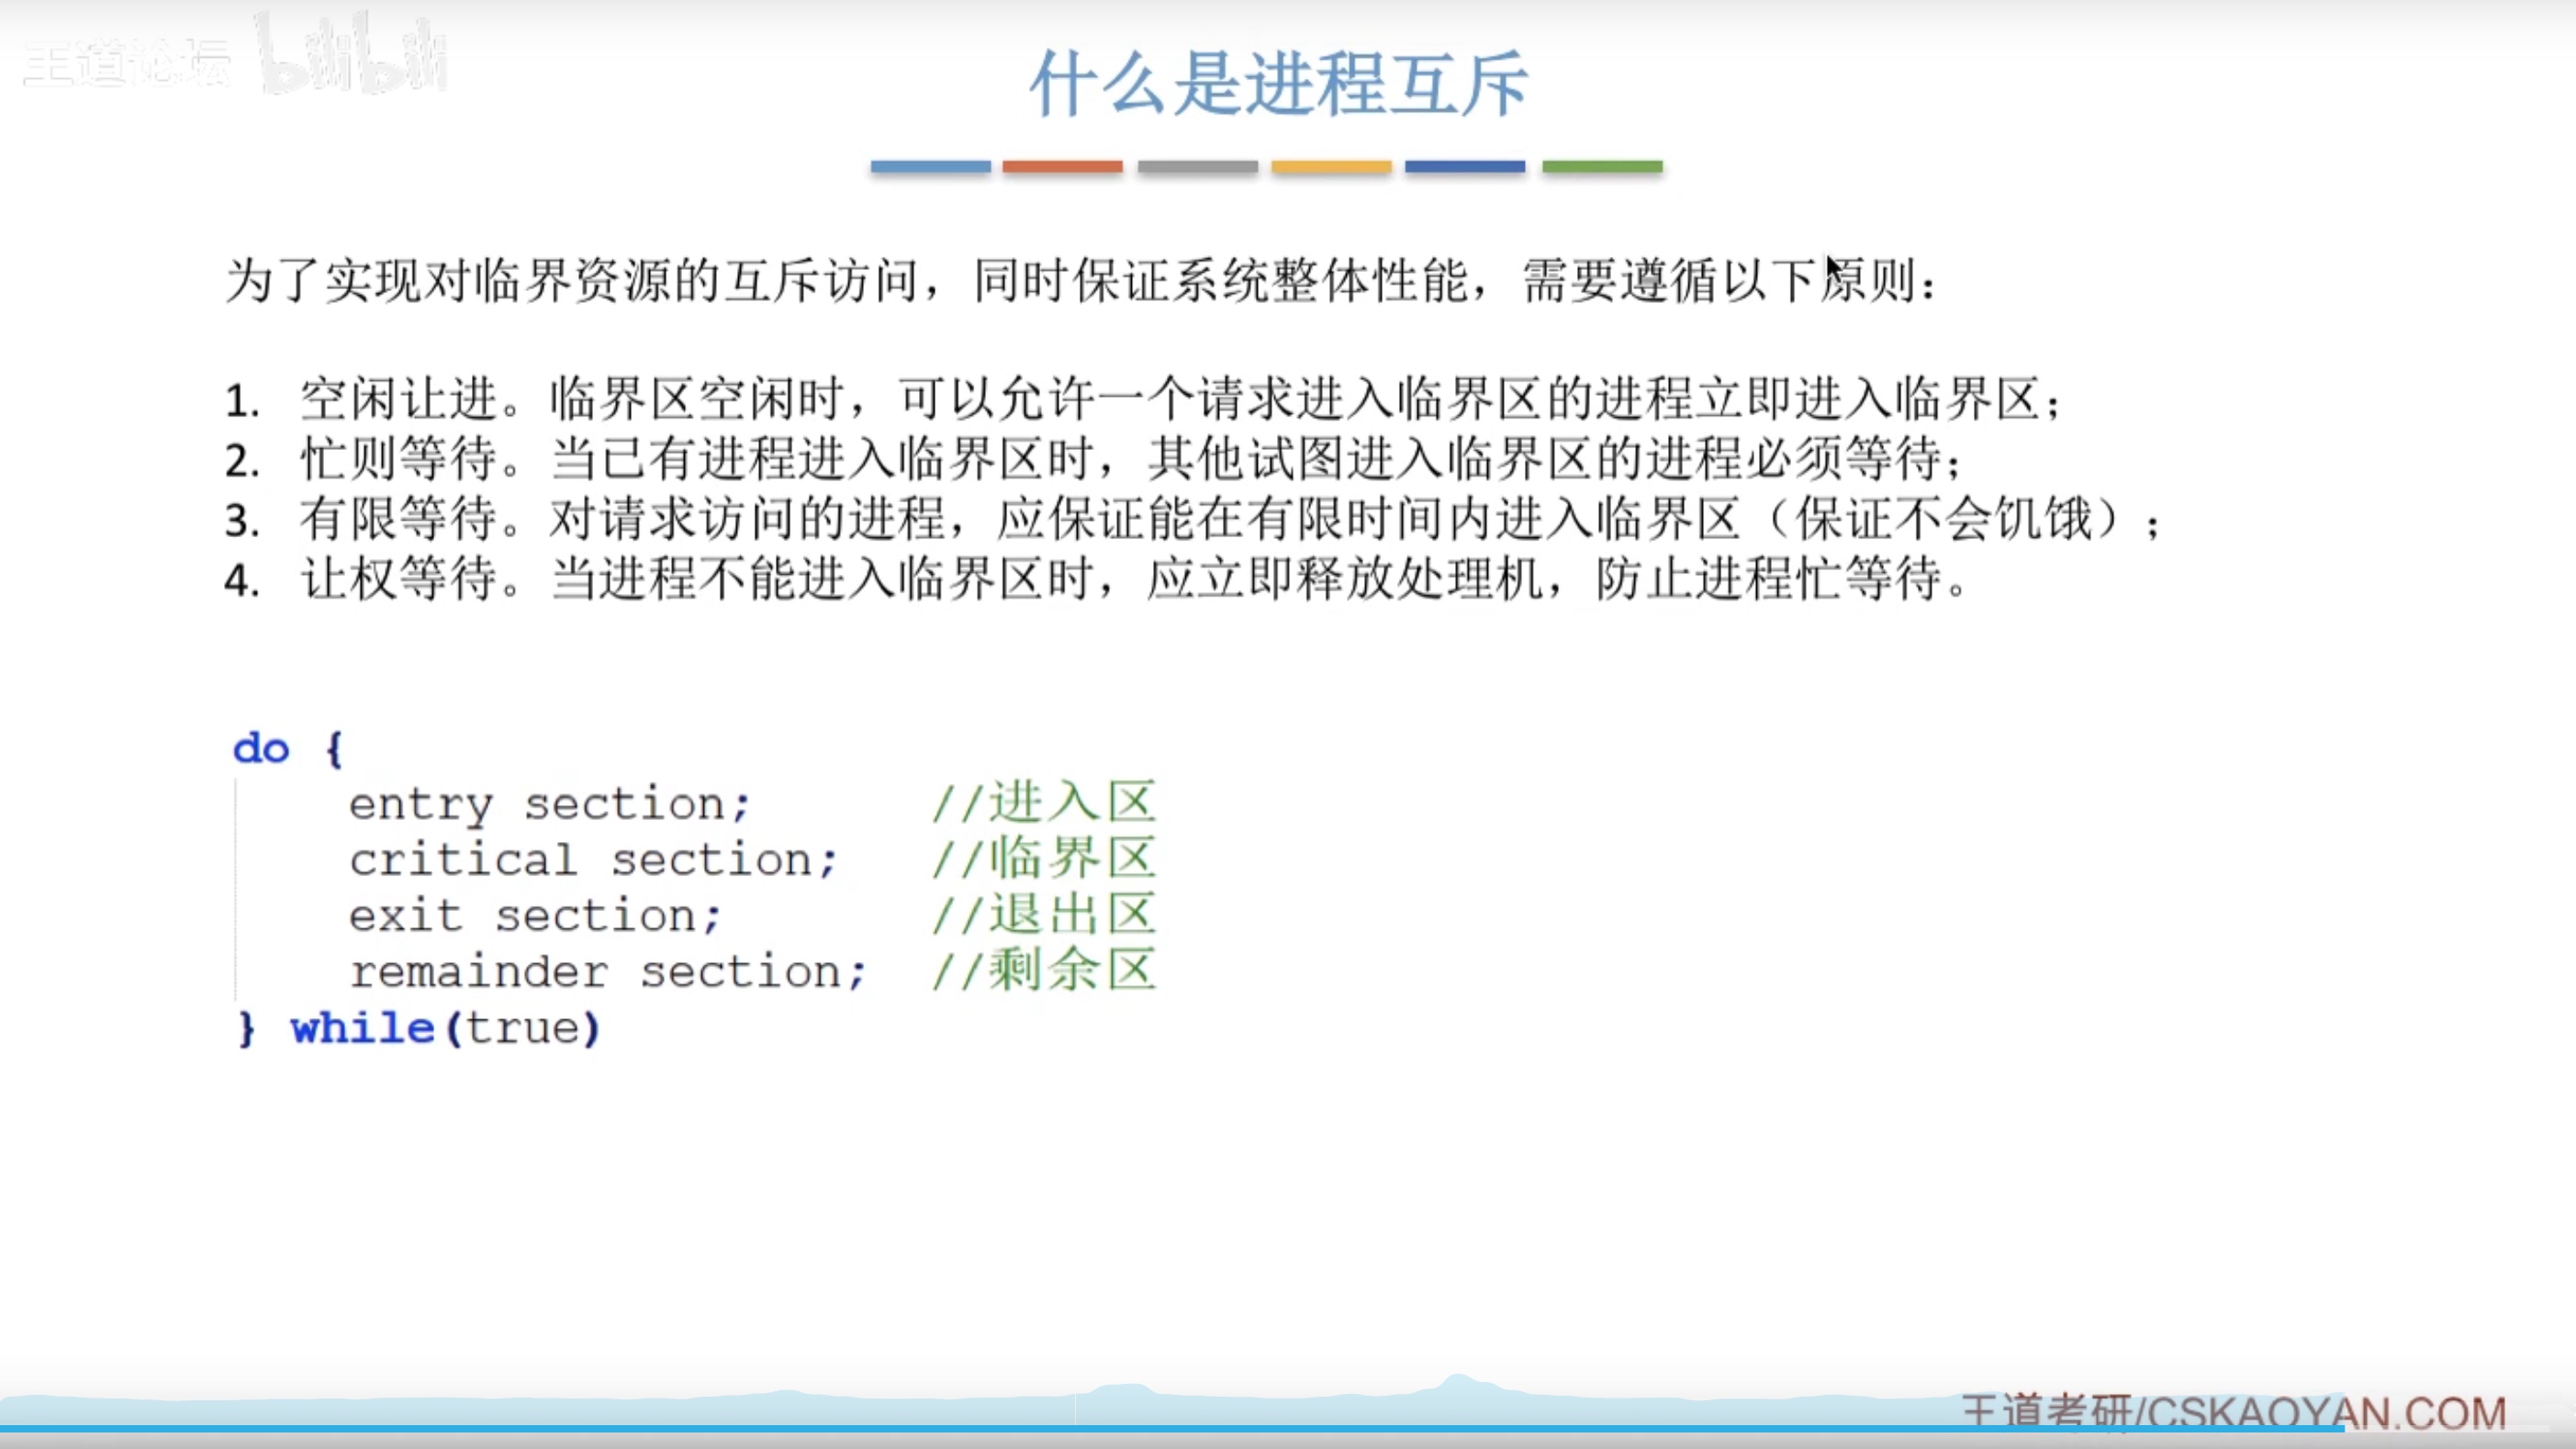 王道论坛 bilibili
什么是进程互斥
为了实现对临界资源的互斥访问，同时保证系统整体性能，需要遵循以下原则：
1. 空闲让进。临界区空闲时，可以允许一个请求进入临界区的进程立即进入临界区；
2. 忙则等待。当已有进程进入临界区时，其他试图进入临界区的进程必须等待；
3. 有限等待。对请求访问的进程，应保证能在有限时间内进入临界区（保证不会饥饿）；
4. 让权等待。当进程不能进入临界区时，应立即释放处理机，防止进程忙等待。
do {
entry section; //进入区
critical section; //临界区
exit section; //退出区
remainder section; //剩余区
} while(true)
王道考研/CSKAOYAN.COM